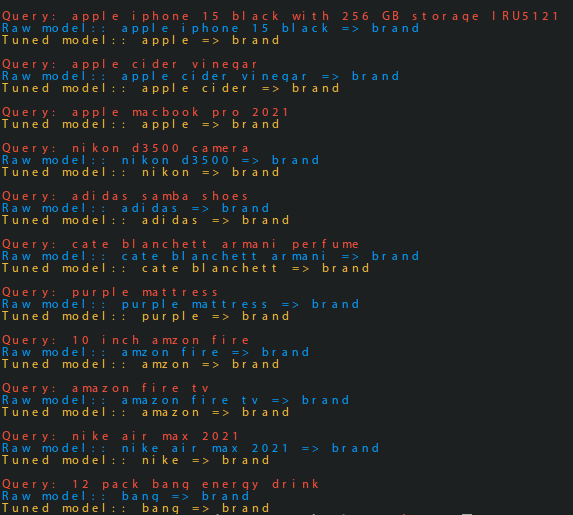 Query: apple iphone 15 black with 256 GB storage IRU5121
Raw model:: apple iphone 15 black => brand
Tuned model:: apple => brand
Query: apple cider vinegar
Raw model:: apple cider vinegar => brand
Tuned model:: apple cider => brand
Query: apple macbook pro 2021
Tuned model:: apple => brand
Query: nikon d3500 camera
Raw model:: nikon d3500 => brand
Tuned model:: nikon => brand
Query: adidas samba shoes
Raw model:: adidas => brand
Tuned model:: adidas => brand
Query: cate blanchett armani perfume
Raw model:: cate blanchett armani => brand
Tuned model:: cate blanchett => brand
Query: purple mattress
Raw model:: purple mattress => brand
Tuned model:: purple => brand
Query: 10 inch amzon fire
Raw model:: amzon fire => brand
Tuned model:: amzon => brand
Query: amazon fire tv
Raw model:: amazon fire tv => brand
Tuned model:: amazon => brand
Query: nike air max 2021
Raw model:: nike air max 2021 => brand
Tuned model:: nike => brand
Query: 12 pack bang energy drink
Raw model:: bang => brand
Tuned model:: bang => brand